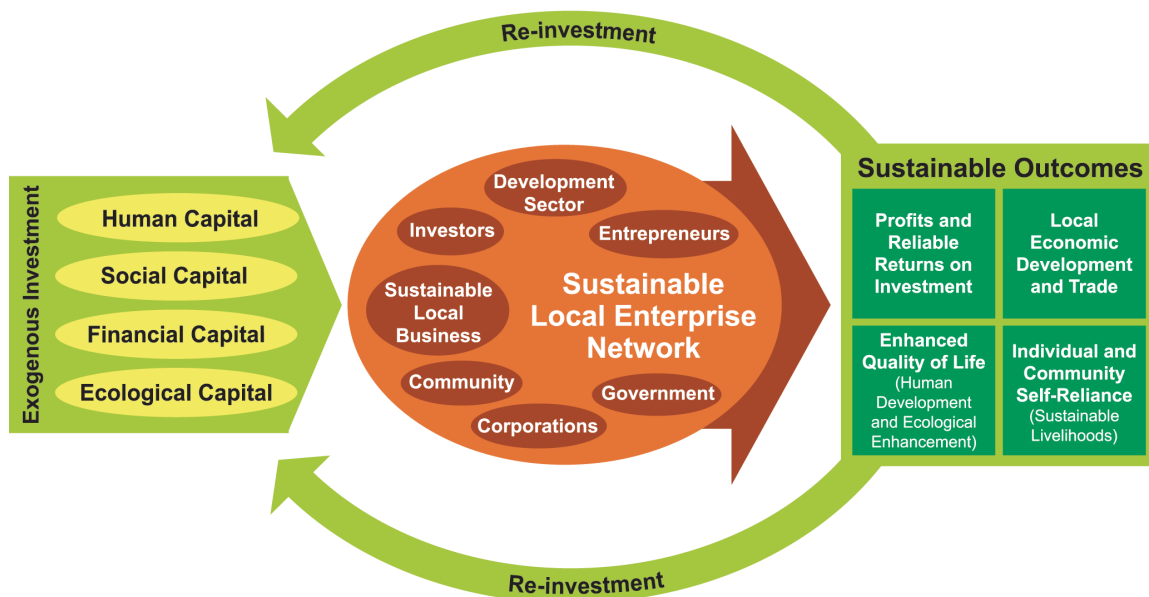 Re-investment
Exogenous Investment
Human Capital
Social Capital
Financial Capital
Ecological Capital
Development
Sector
Investors
Entrepreneurs
Sustainable
Local
Business
Sustainable
Local Enterprise
Network
Community
Government
Corporations
Sustainable Outcomes
Profits and
Reliable
Returns on
Investment
Local
Economic
Development
and Trade
Enhanced
Quality of Life
(Human
Development
and Ecological
Enhancement)
Individual and
Community
Self-Reliance
(Sustainable
Livelihoods)
Re-investment